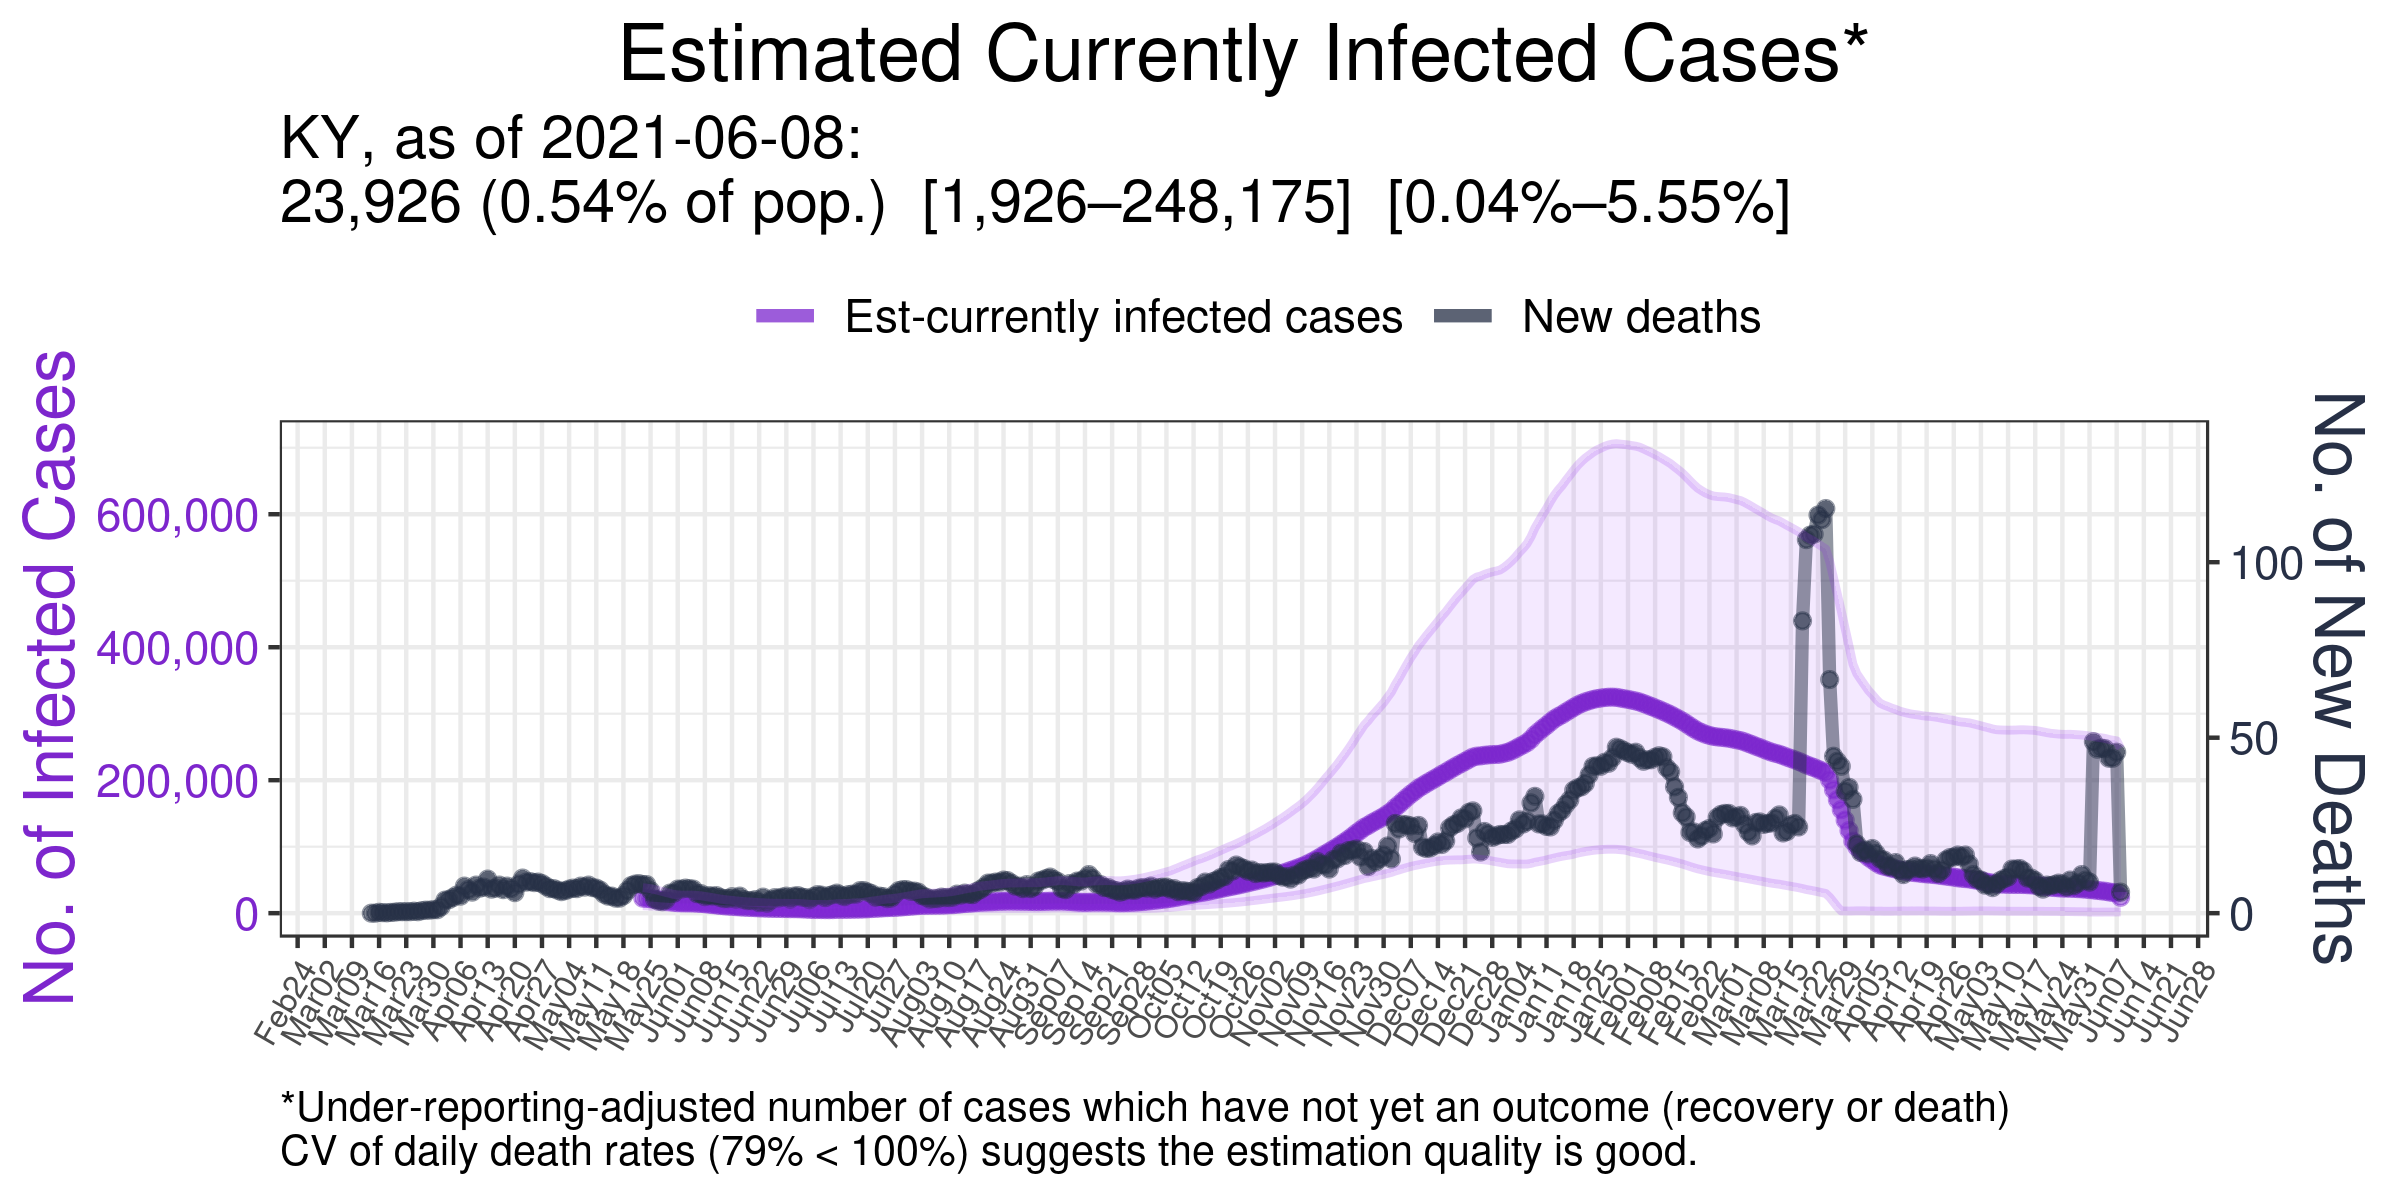 Estimated Currently Infected Cases*
KY, as of 2021-06-08:
23,926 (0.54% of pop.) [1,926–248,175] [0.04%–5.55%]
Est-currently infected cases New deaths
No. of Infected Cases
600,000
400,000
200,000
0
100
50
0
No. of New Deaths
Feb24 Mar02 Mar09 Mar16 Mar23 Mar30 Apr06 Apr13 Apr20 Apr27 May04 May11 May18 May25 Jun01 Jun08 Jun15 Jun22 Jun29 Jul06 Jul13 Jul20 Jul27 Aug03 Aug10 Aug17 Aug24 Aug31 Sep07 Sep14 Sep21 Sep28 Oct05 Oct12 Oct19 Oct26 Nov02 Nov09 Nov16 Nov23 Nov30 Dec07 Dec14 Dec21 Dec28 Jan04 Jan11 Jan18 Jan25 Feb01 Feb08 Feb15 Feb22 Mar01 Mar08 Mar15 Mar22 Mar29 Apr05 Apr12 Apr19 Apr26 May03 May10 May17 May24 May31 Jun07 Jun14 Jun21 Jun28
*Under-reporting-adjusted number of cases which have not yet an outcome (recovery or death)
CV of daily death rates (79% < 100%) suggests the estimation quality is good.